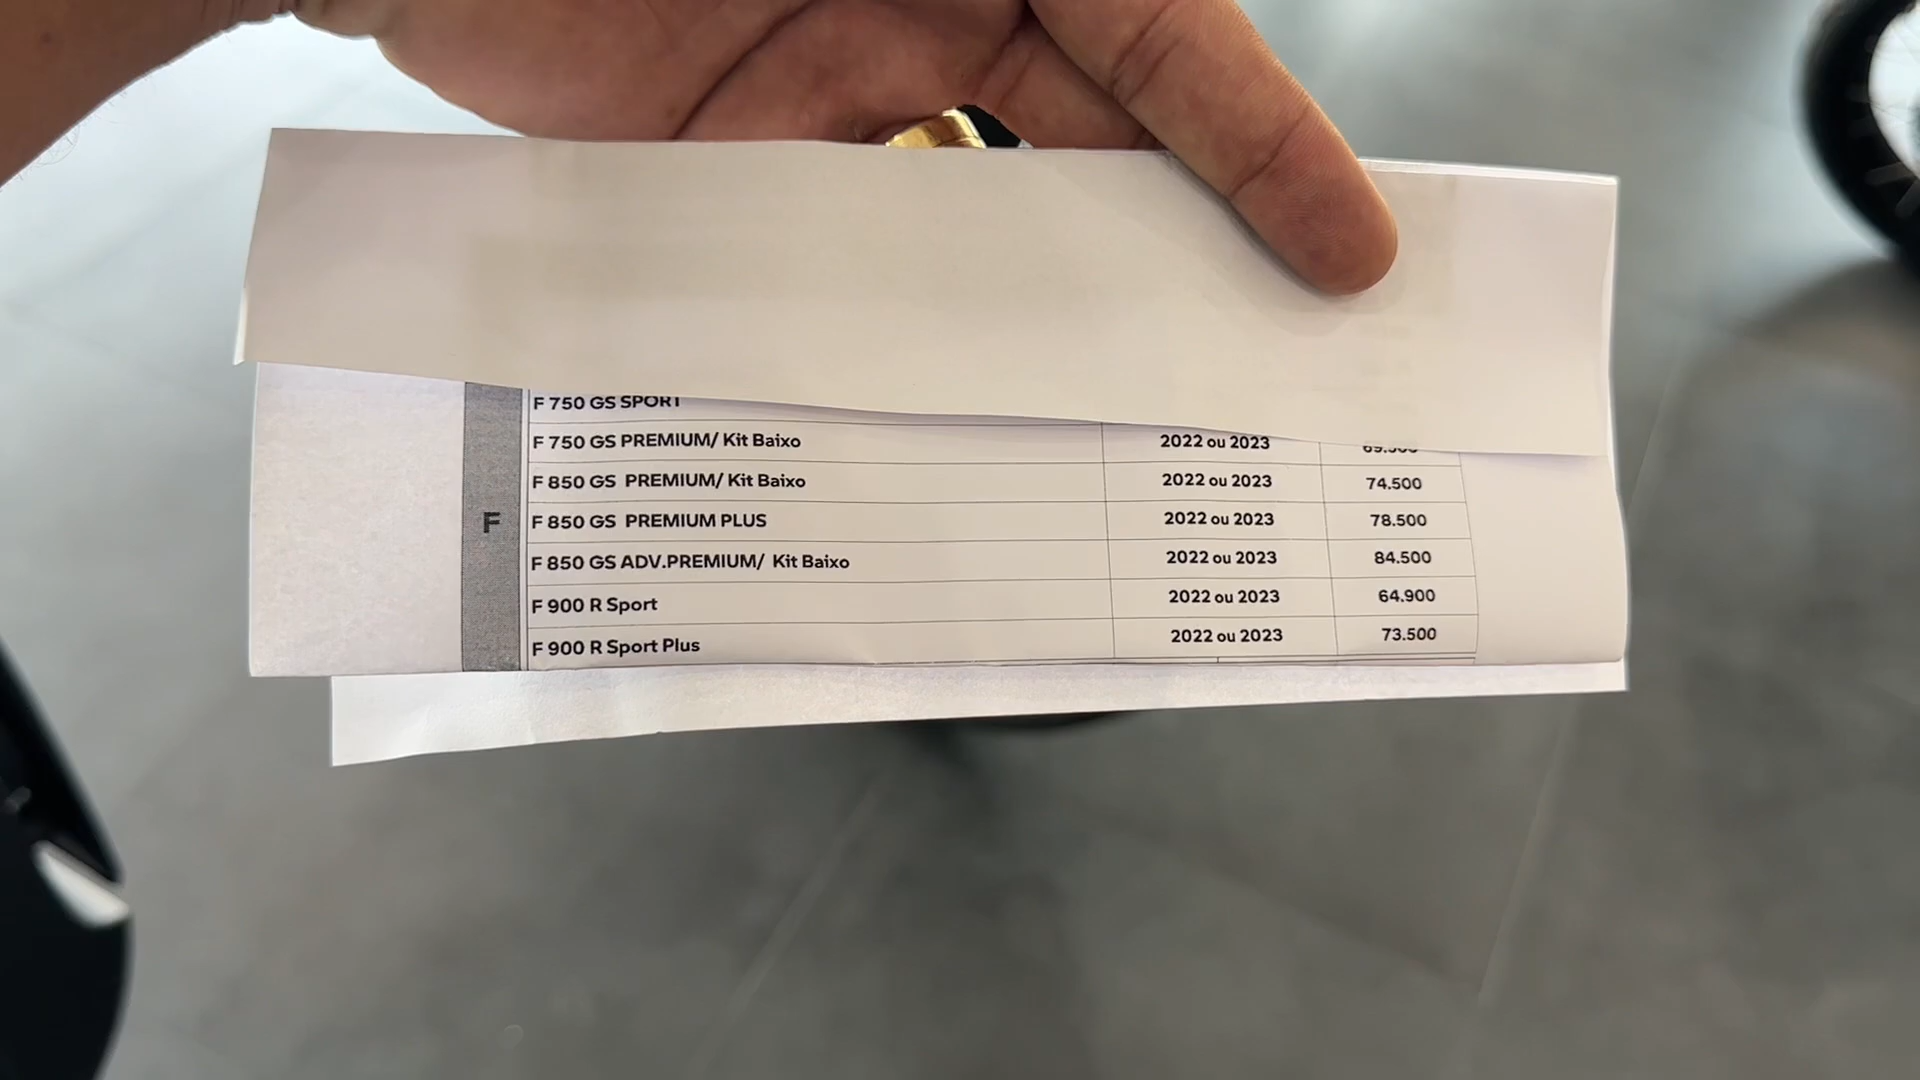 F 750 GS SPORT
F 750 GS PREMIUM/ Kit Baixo 2022 ou 2023
F 850 GS PREMIUM/ Kit Baixo 2022 ou 2023 74.500
F
F 850 GS PREMIUM PLUS 2022 ou 2023 78.500
F 850 GS ADV.PREMIUM/ Kit Baixo 2022 ou 2023 84.500
F 900 R Sport 2022 ou 2023 64.900
F 900 R Sport Plus 2022 ou 2023 73.500